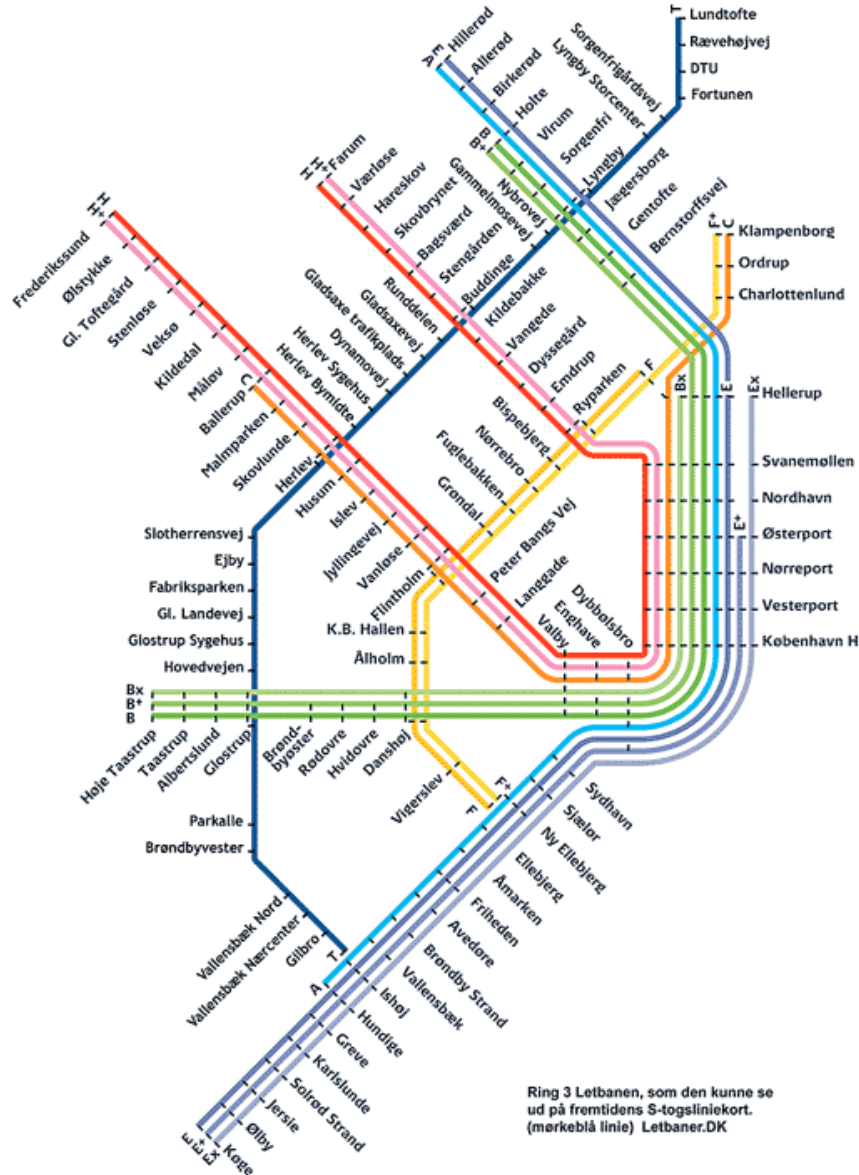 T
Lundtofte
Rævehøjvej
DTU
Fortunen
Sorgenfrigårdsvej
Lyngby Storcenter
Lyngby
E
A
Hillerød
Allerød
Birkerød
Holte
B
B+
Virum
Sorgenfri
Jægersborg
Gentofte
Bernstorffsvej
Nybrovej
Gammelmosevej
H+
H
Farum
Værløse
Hareskov
Skovbrynet
Bagsværd
Stengården
Buddinge
Kildebakke
Vangede
Dyssegård
Emdrup
Ryparken
F
Bispebjerg
Nørrebro
Fuglebakken
Grøndal
F+
C
Klampenborg
Ordrup
Charlottenlund
Bx
E
Ex
Hellerup
Svanemøllen
Nordhavn
E+
Østerport
Nørreport
Vesterport
København H
H
H+
Frederikssund
Ølstykke
Gl. Toftegård
Stenløse
Veksø
Kildedal
Måløv
C
Ballerup
Malmparken
Skovlunde
Herlev
Husum
Islev
Jyllingevej
Vanløse
Flintholm
Peter Bangs Vej
Langgade
Valby
Enghave
Dybbølsbro
Runddelen
Gladsaxevej
Gladsaxe trafikplads
Dynamovej
Herlev Sygehus
Herlev Bymidte
Slotherrensvej
Ejby
Fabriksparken
Gl. Landevej
Glostrup Sygehus
Hovedvejen
K.B. Hallen
Ålholm
Bx
B+
B
Høje Taastrup
Taastrup
Albertslund
Glostrup
Brønd-
byøster
Rødovre
Hvidovre
Danshøj
Vigerslev
F
F+
Parkalle
Brøndbyvester
Vallensbæk Nord
Vallensbæk Nærcenter
Gilbro
T
A
Sydhavn
Sjælør
Ny Ellebjerg
Ellebjerg
Åmarken
Friheden
Avedøre
Brøndby Strand
Vallensbæk
Ishøj
Hundige
Greve
Karlslunde
Solrød Strand
Jersie
Ølby
Køge
E
E+
Ex
Ring 3 Letbanen, som den kunne se
ud på fremtidens S-togsliniekort.
(mørkeblå linie) Letbaner.DK